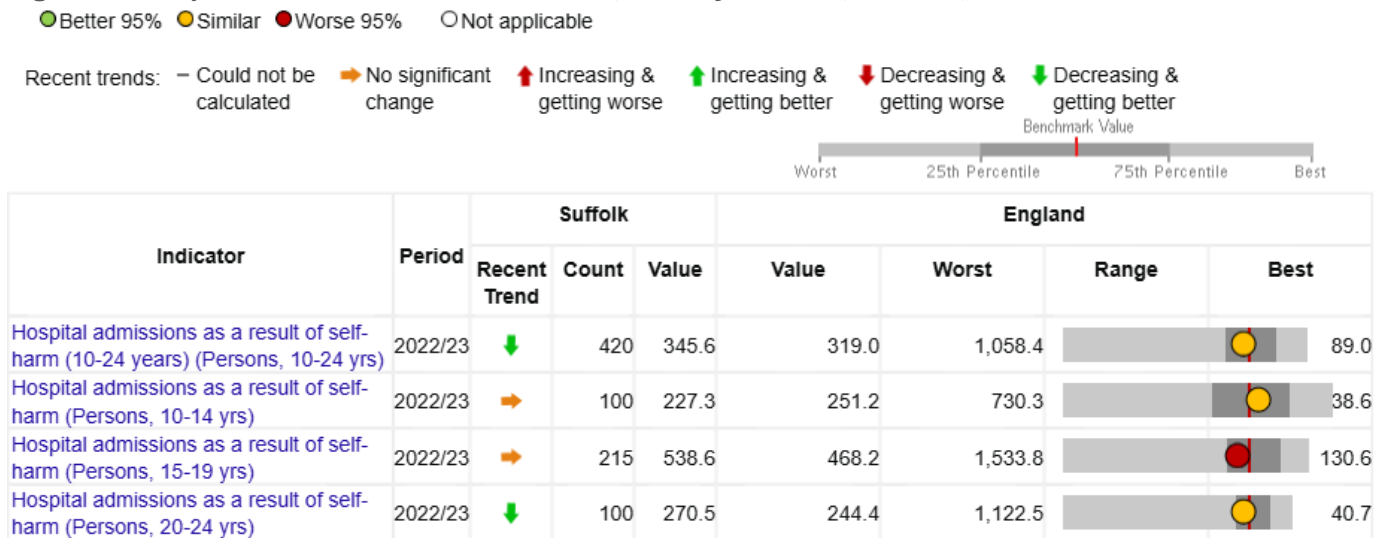 Better 95% Similar Worse 95% Not applicable
Recent trends: – Could not be calculated No significant change Increasing & getting worse Increasing & getting better Decreasing & getting worse Decreasing & getting better
Benchmark Value
Worst 25th Percentile 75th Percentile Best
Indicator Period Suffolk England
Recent Trend Count Value Value Worst Range Best
Hospital admissions as a result of self-
harm (10-24 years) (Persons, 10-24 yrs) 2022/23 420 345.6 319.0 1,058.4 89.0
Hospital admissions as a result of self-
harm (Persons, 10-14 yrs) 2022/23 100 227.3 251.2 730.3 38.6
Hospital admissions as a result of self-
harm (Persons, 15-19 yrs) 2022/23 215 538.6 468.2 1,533.8 130.6
Hospital admissions as a result of self-
harm (Persons, 20-24 yrs) 2022/23 100 270.5 244.4 1,122.5 40.7